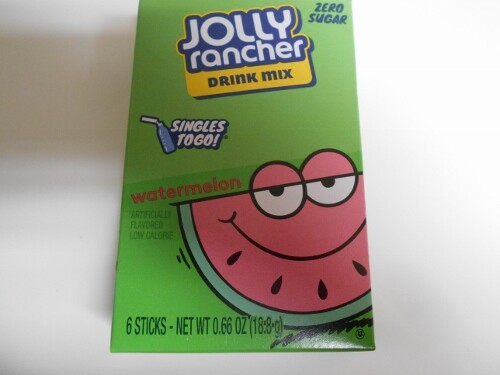 ZERO
SUGAR
JOLLY
rancher
DRINK MIX
SINGLES
TO GO!
watermelon
ARTIFICIALLY
FLAVORED
LOW CALORIE
6 STICKS - NET WT 0.66 OZ (18.8 g)